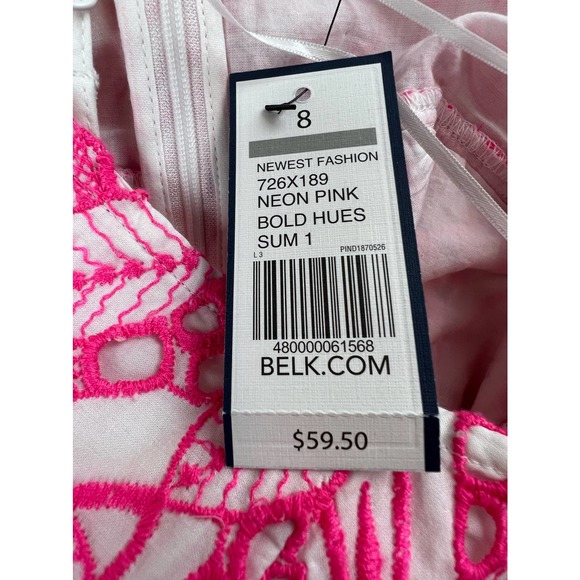 8
NEWEST FASHION
726X189
NEON PINK
BOLD HUES
SUM 1
L 3 PIND1870526
480000061568
BELK.COM
$59.50